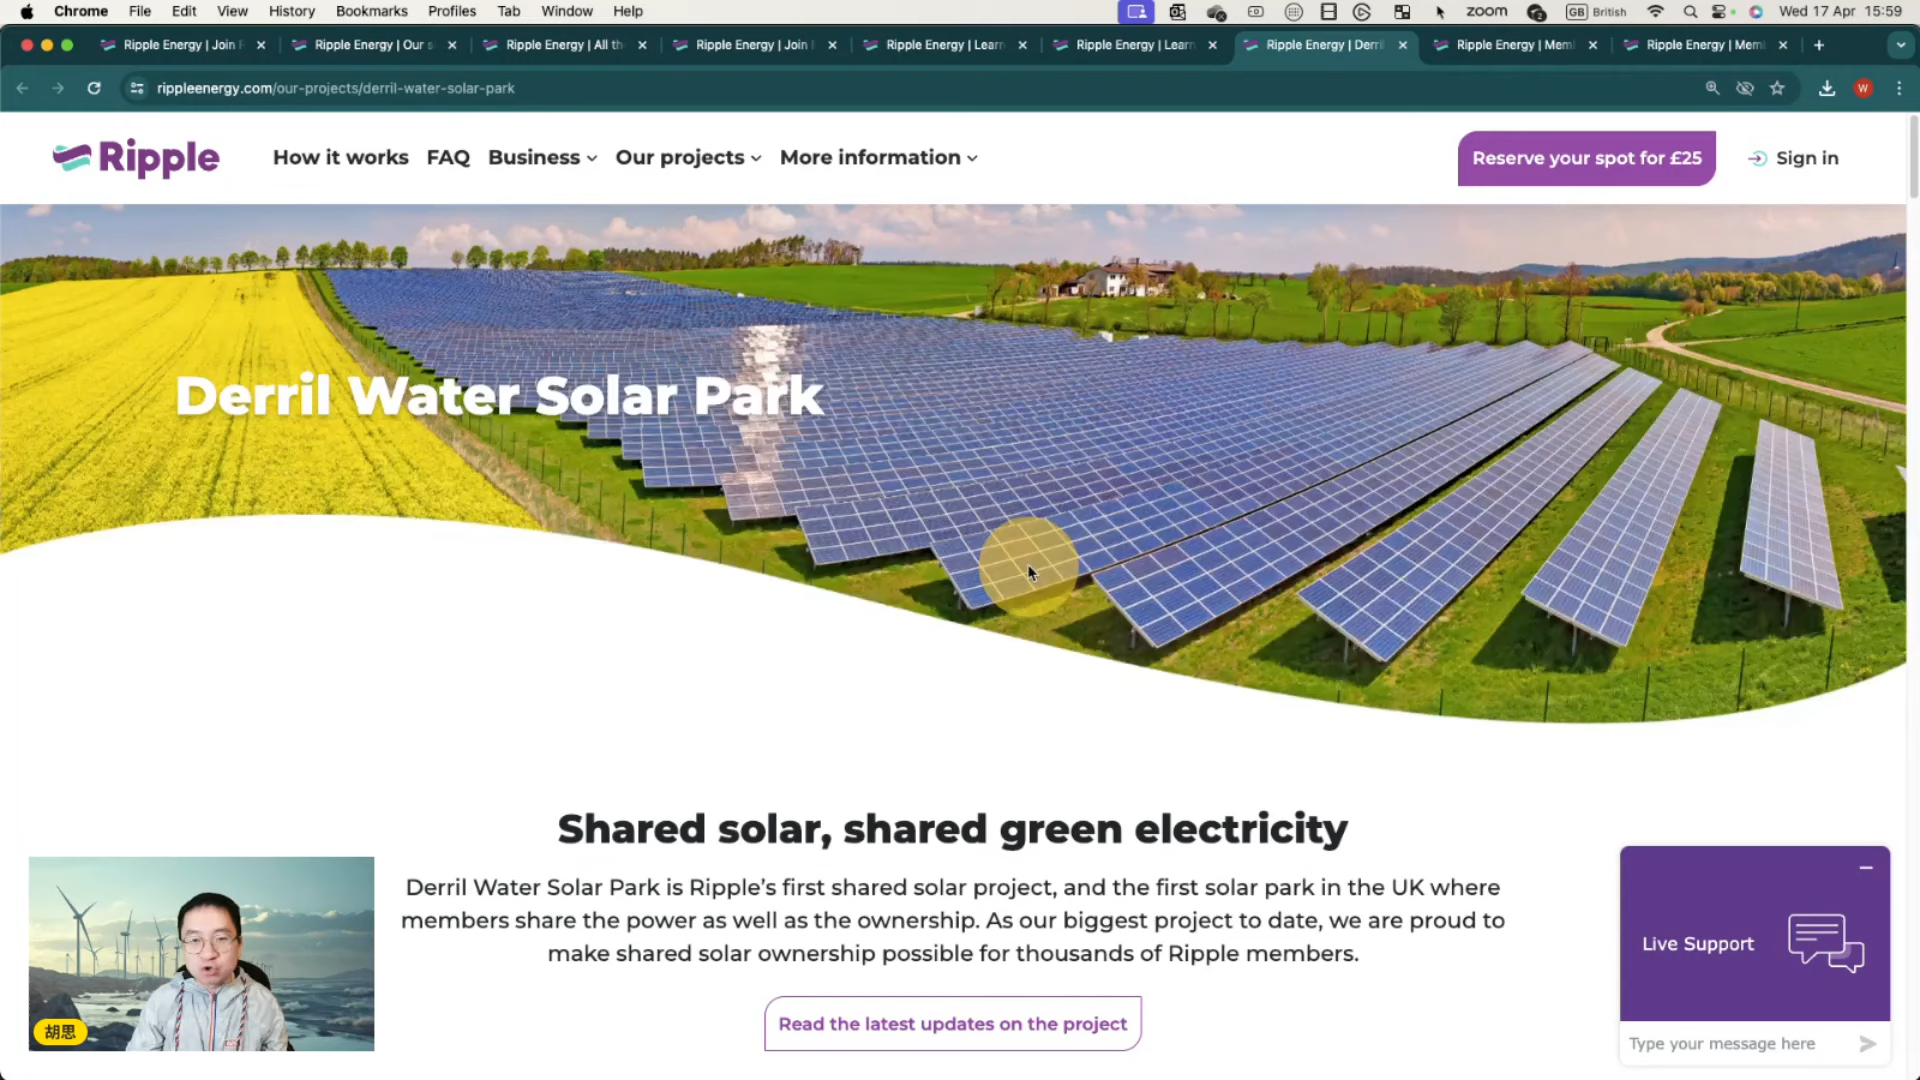 Chrome File Edit View History Bookmarks Profiles Tab Window Help
zoom GB British Wed 17 Apr 15:59
Ripple Energy | Join Ripple Energy | Our s Ripple Energy | All th Ripple Energy | Join Ripple Energy | Learn Ripple Energy | Learn Ripple Energy | Derril Ripple Energy | Mem Ripple Energy | Mem
rippleenergy.com/our-projects/derril-water-solar-park
W
Ripple
How it works FAQ Business Our projects More information
Reserve your spot for £25
Sign in
Derril Water Solar Park
Shared solar, shared green electricity
Derril Water Solar Park is Ripple’s first shared solar project, and the first solar park in the UK where
members share the power as well as the ownership. As our biggest project to date, we are proud to
make shared solar ownership possible for thousands of Ripple members.
Read the latest updates on the project
Live Support
Type your message here
胡思